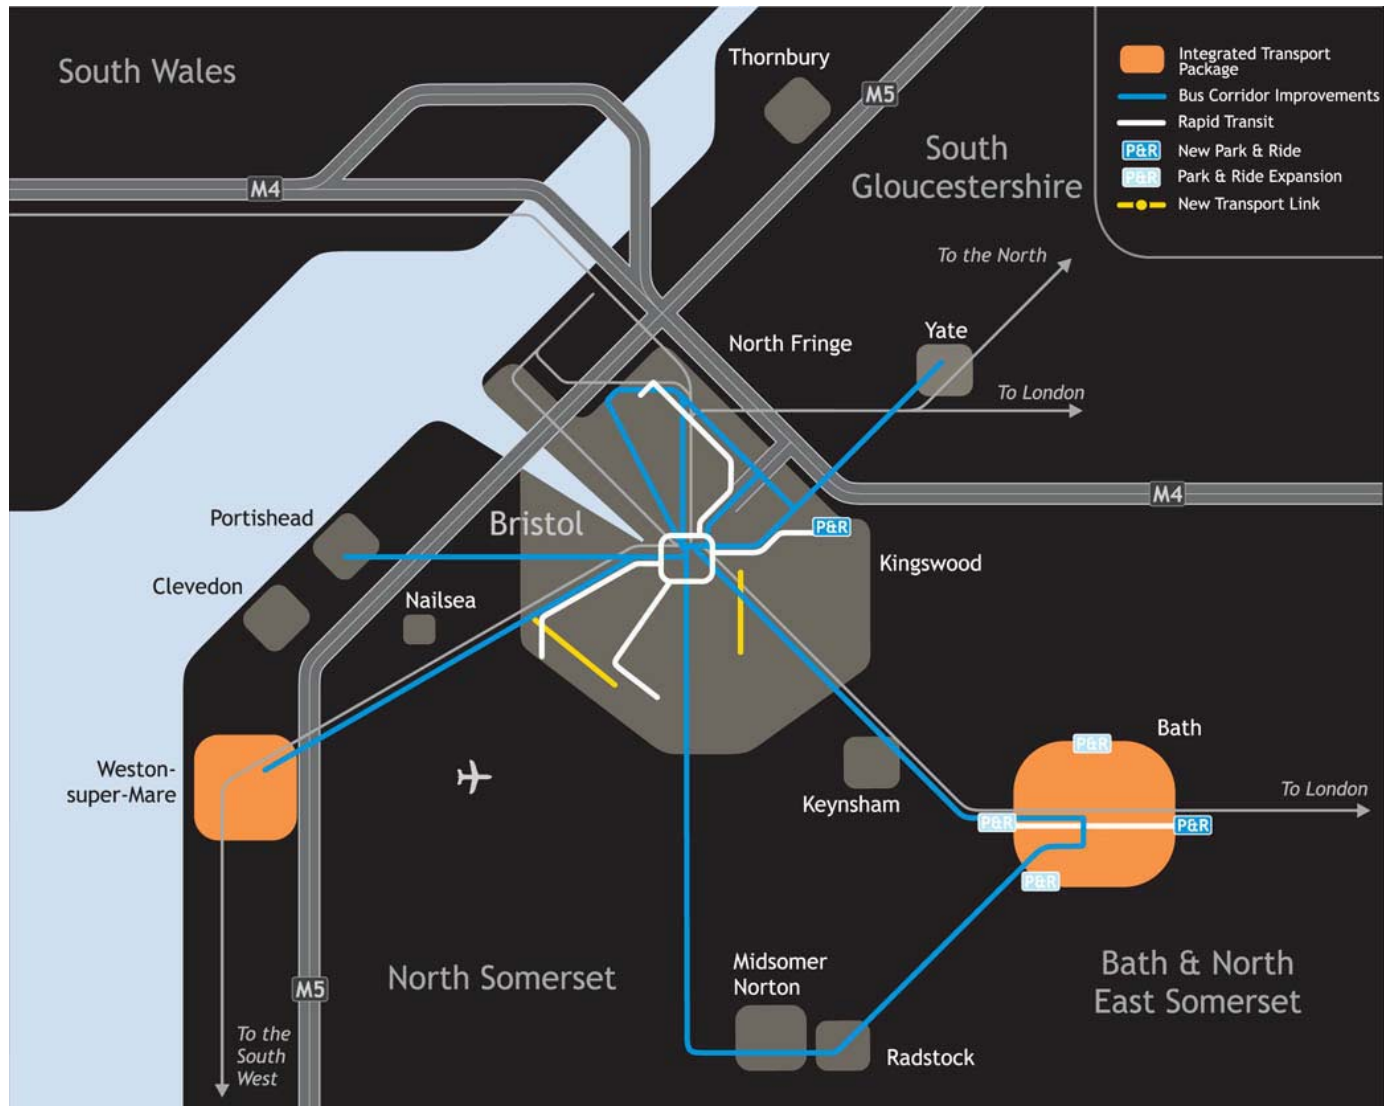 South Wales
Thornbury
M5
M4
South
Gloucestershire
Integrated Transport
Package
Bus Corridor Improvements
Rapid Transit
P&R New Park & Ride
P&R Park & Ride Expansion
New Transport Link
To the North
North Fringe
Yate
To London
M4
Portishead
Bristol
P&R
Kingswood
Clevedon
Nailsea
Weston-
super-Mare
Keynsham
P&R
Bath
To London
P&R
P&R
P&R
North Somerset
M5
Midsomer
Norton
Radstock
Bath & North
East Somerset
To the
South
West